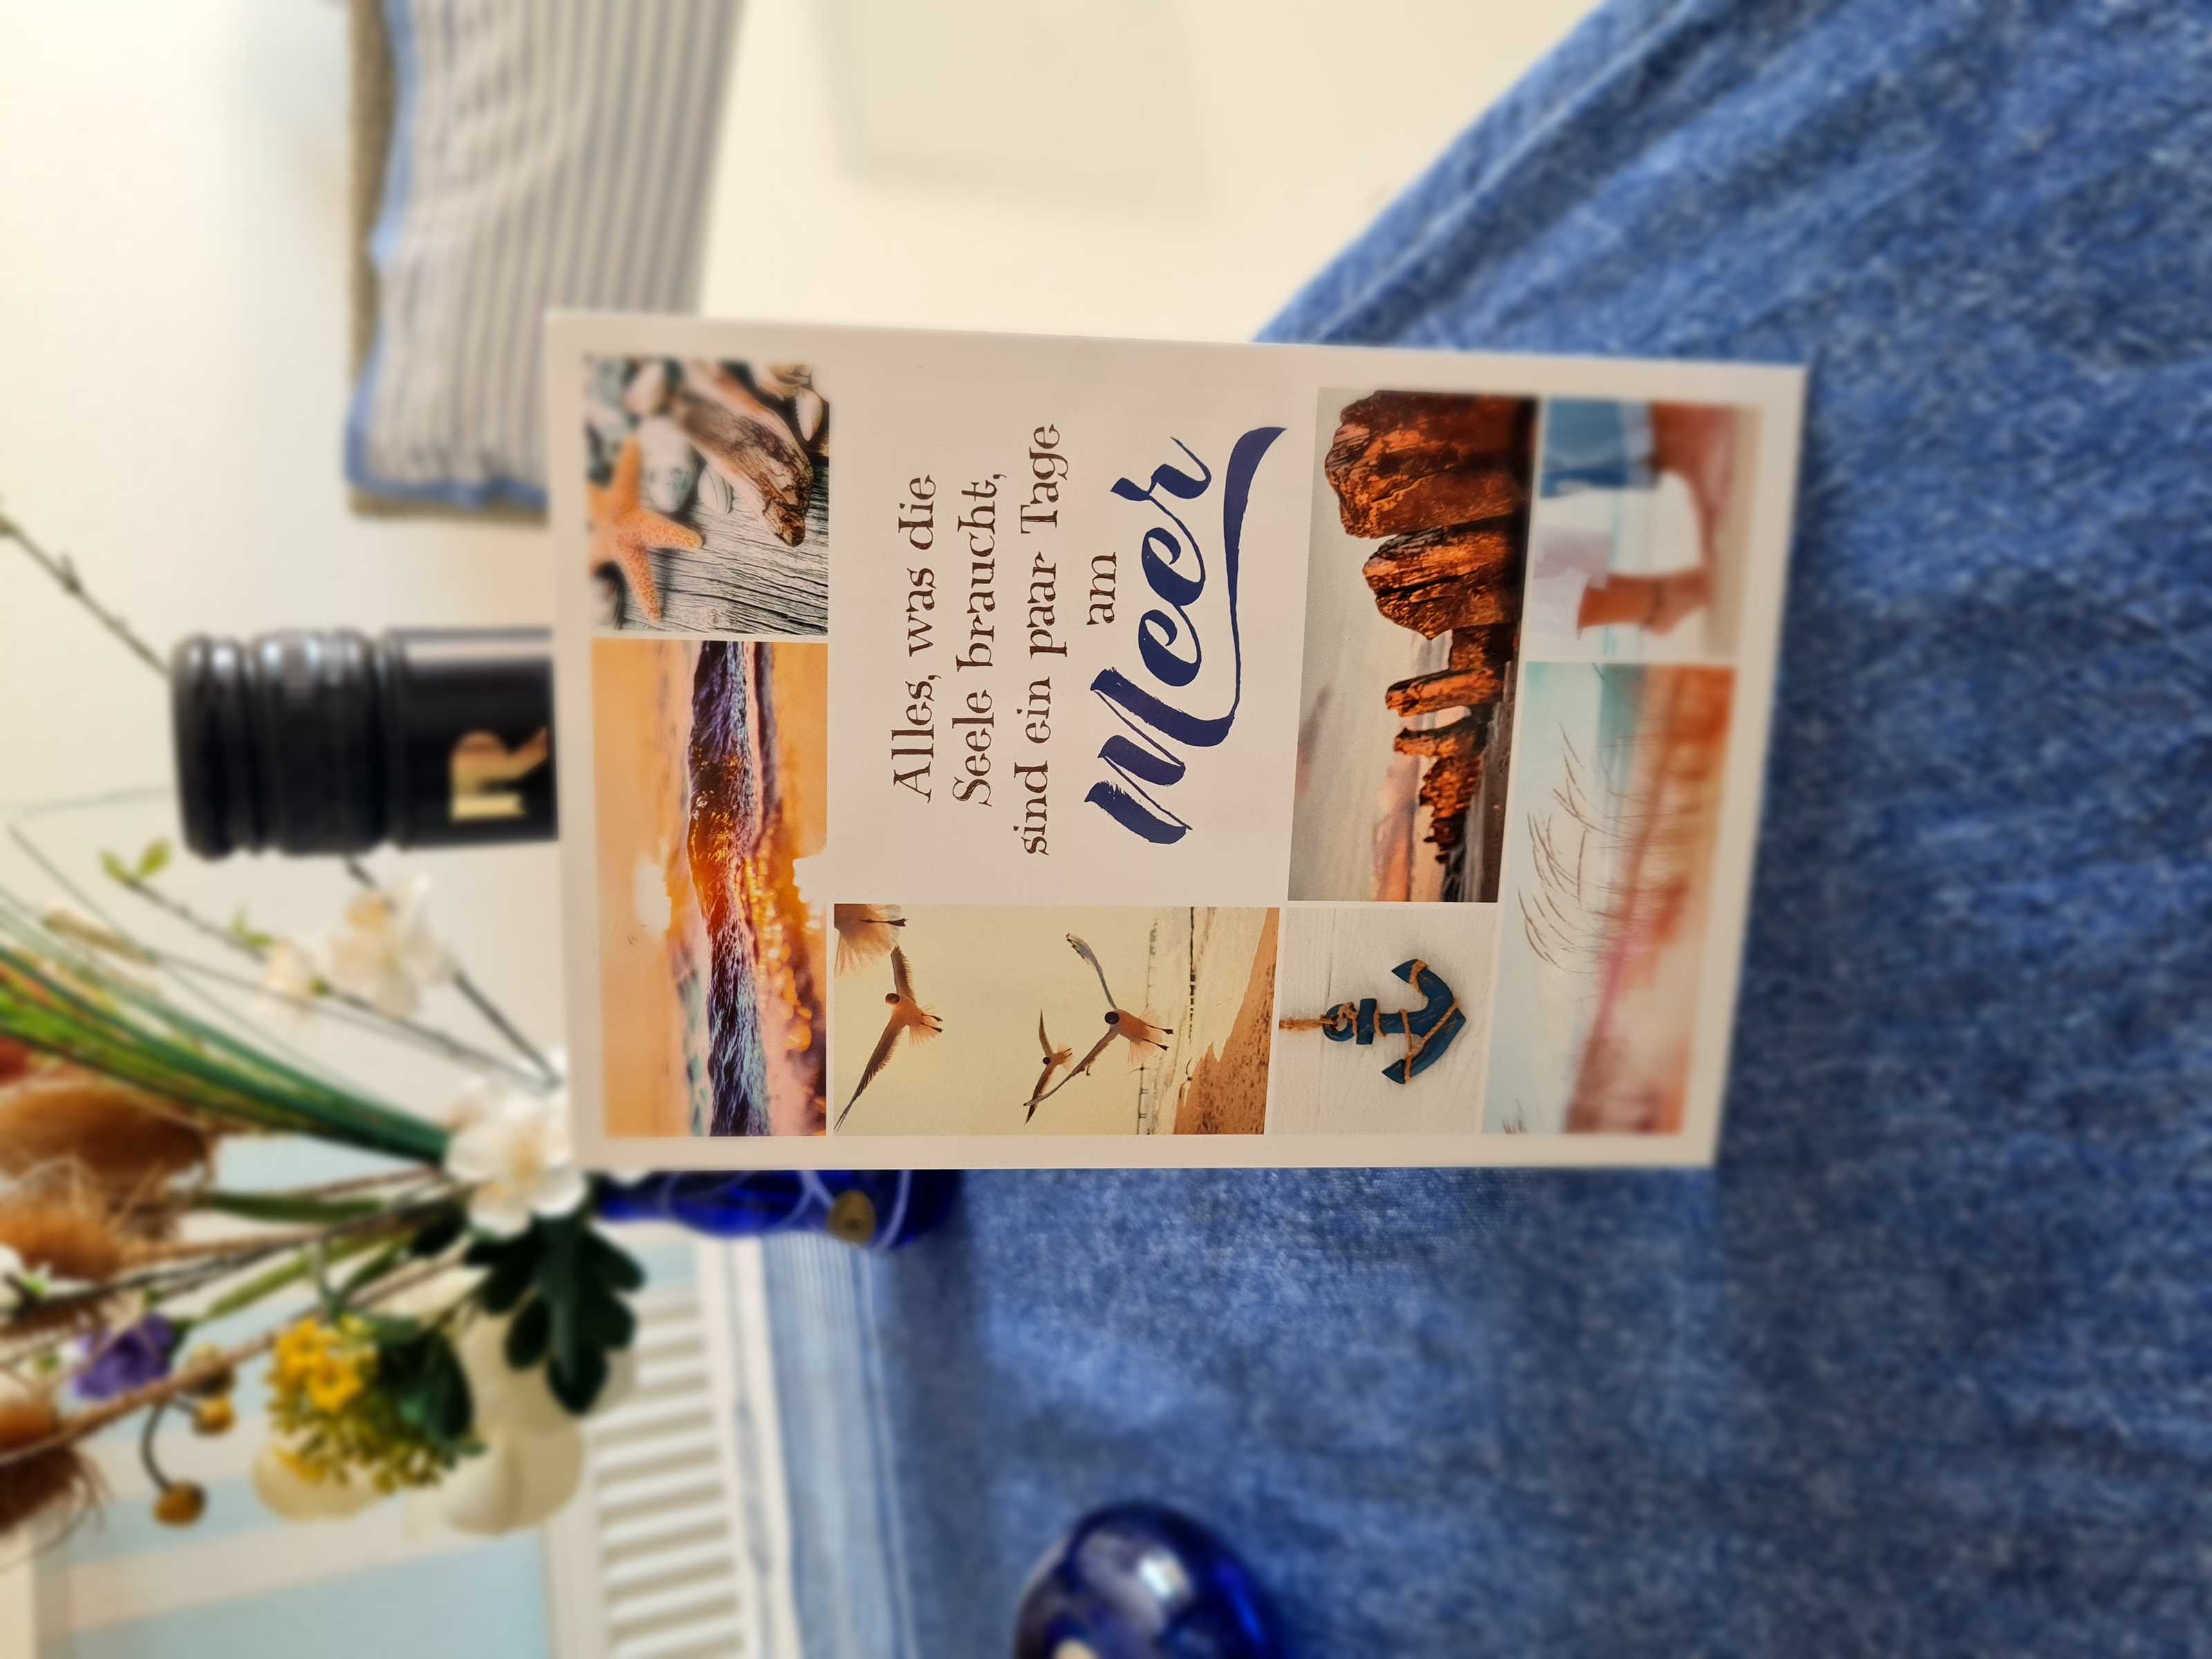 Alles, was die
Seele braucht,
sind ein paar Tage
am
Meer
R